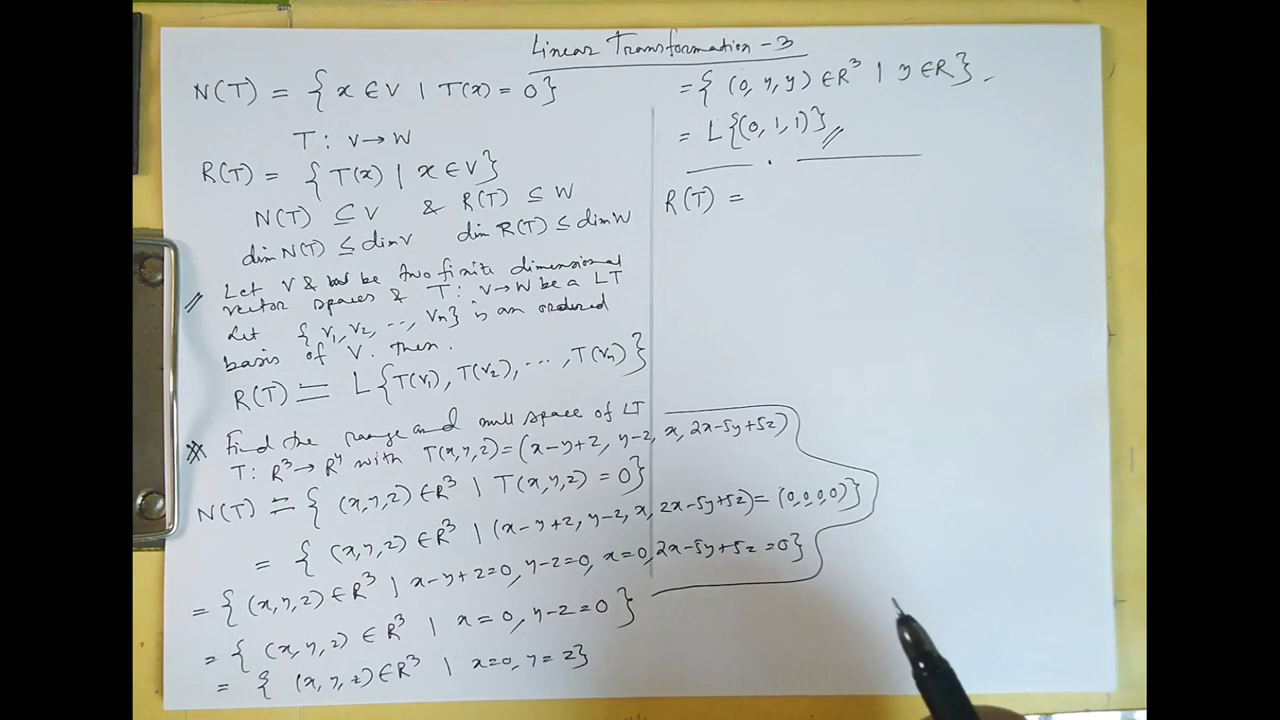 Linear Transformation - 3
N(T) = { x ∈ V | T(x) = 0}
T: V→W
R(T) = { T(x) | x ∈ V}
N(T) ⊆ V & R(T) ⊆ W
dim N(T) ≤ dim V dim R(T) ≤ dim W
// Let V & W be two finite dimensional
vector spaces & T: V→W be a LT
Let { v1, v2, ..., vn} is an ordered
basis of V. Then.
R(T) = L{T(v1), T(v2), ..., T(vn)}
* Find the range and null space of LT
T: R³→ R⁴ with T(x,y,z) = (x-y+z, y-z, x, 2x-5y+5z)
N(T) = { (x,y,z) ∈ R³ | T(x,y,z) = 0}
= { (x,y,z) ∈ R³ | (x-y+z, y-z, x, 2x-5y+5z) = (0,0,0,0)}
= { (x,y,z) ∈ R³ | x-y+z=0, y-z=0, x=0, 2x-5y+5z=0}
= { (x,y,z) ∈ R³ | x=0, y-z=0 }
= { (x,y,z) ∈ R³ | x=0, y=z}
= { (0, y, y) ∈ R³ | y ∈ R}.
= L{(0, 1, 1)} //
R(T) =